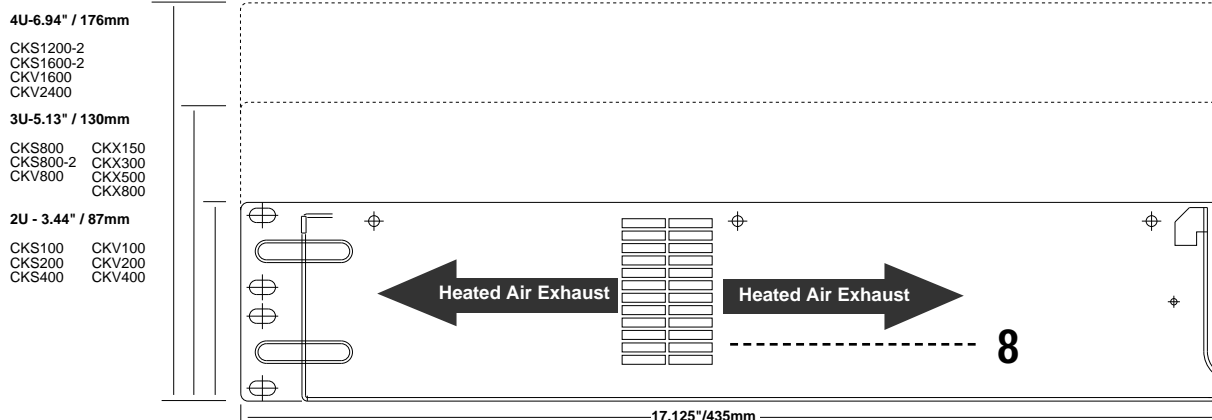 4U-6.94" / 176mm
CKS1200-2
CKS1600-2
CKV1600
CKV2400
3U-5.13" / 130mm
CKS800 CKX150
CKS800-2 CKX300
CKV800 CKX500
CKX800
2U - 3.44" / 87mm
CKS100 CKV100
CKS200 CKV200
CKS400 CKV400
Heated Air Exhaust
Heated Air Exhaust
8
17.125"/435mm